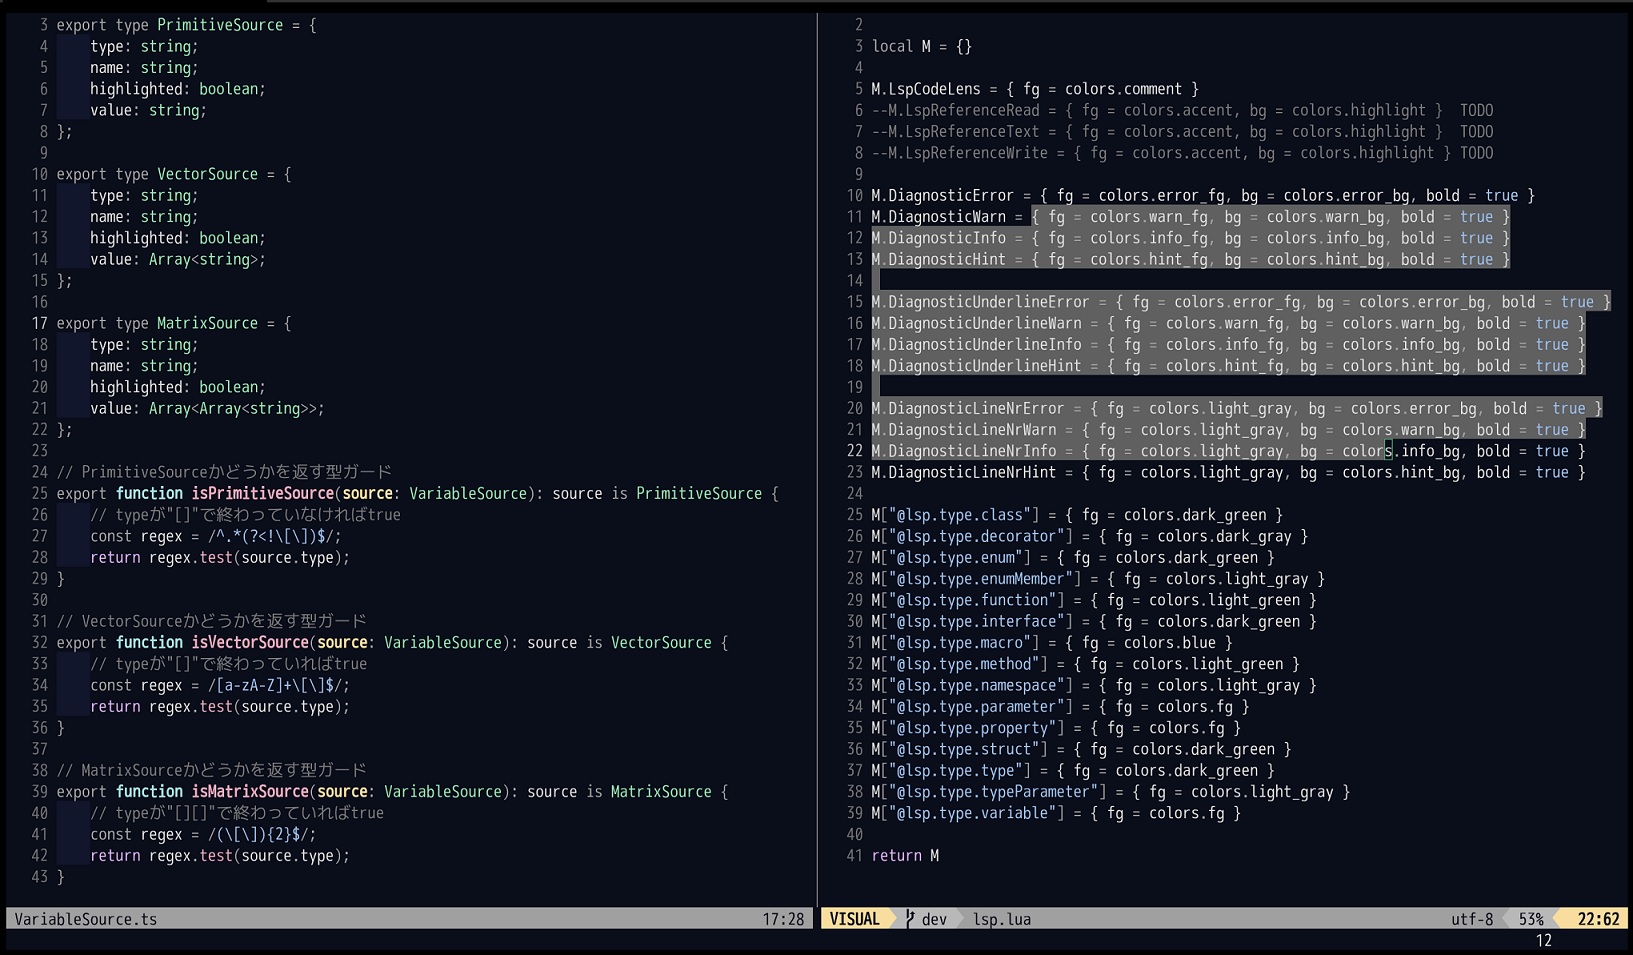 3 export type PrimitiveSource = {
4     type: string;
5     name: string;
6     highlighted: boolean;
7     value: string;
8 };
9
10 export type VectorSource = {
11     type: string;
12     name: string;
13     highlighted: boolean;
14     value: Array<string>;
15 };
16
17 export type MatrixSource = {
18     type: string;
19     name: string;
20     highlighted: boolean;
21     value: Array<Array<string>>;
22 };
23
24 // PrimitiveSourceかどうかを返す型ガード
25 export function isPrimitiveSource(source: VariableSource): source is PrimitiveSource {
26     // typeが"[]"で終わっていなければtrue
27     const regex = /^.*(?<!\[\])$/;
28     return regex.test(source.type);
29 }
30
31 // VectorSourceかどうかを返す型ガード
32 export function isVectorSource(source: VariableSource): source is VectorSource {
33     // typeが"[]"で終わっていればtrue
34     const regex = /[a-zA-Z]+\[\]$/;
35     return regex.test(source.type);
36 }
37
38 // MatrixSourceかどうかを返す型ガード
39 export function isMatrixSource(source: VariableSource): source is MatrixSource {
40     // typeが"[][]"で終わっていればtrue
41     const regex = /(\[\]){2}$/;
42     return regex.test(source.type);
43 }
VariableSource.ts 17:28
2
3 local M = {}
4
5 M.LspCodeLens = { fg = colors.comment }
6 --M.LspReferenceRead = { fg = colors.accent, bg = colors.highlight }  TODO
7 --M.LspReferenceText = { fg = colors.accent, bg = colors.highlight }  TODO
8 --M.LspReferenceWrite = { fg = colors.accent, bg = colors.highlight } TODO
9
10 M.DiagnosticError = { fg = colors.error_fg, bg = colors.error_bg, bold = true }
11 M.DiagnosticWarn = { fg = colors.warn_fg, bg = colors.warn_bg, bold = true }
12 M.DiagnosticInfo = { fg = colors.info_fg, bg = colors.info_bg, bold = true }
13 M.DiagnosticHint = { fg = colors.hint_fg, bg = colors.hint_bg, bold = true }
14
15 M.DiagnosticUnderlineError = { fg = colors.error_fg, bg = colors.error_bg, bold = true }
16 M.DiagnosticUnderlineWarn = { fg = colors.warn_fg, bg = colors.warn_bg, bold = true }
17 M.DiagnosticUnderlineInfo = { fg = colors.info_fg, bg = colors.info_bg, bold = true }
18 M.DiagnosticUnderlineHint = { fg = colors.hint_fg, bg = colors.hint_bg, bold = true }
19
20 M.DiagnosticLineNrError = { fg = colors.light_gray, bg = colors.error_bg, bold = true }
21 M.DiagnosticLineNrWarn = { fg = colors.light_gray, bg = colors.warn_bg, bold = true }
22 M.DiagnosticLineNrInfo = { fg = colors.light_gray, bg = colors.info_bg, bold = true }
23 M.DiagnosticLineNrHint = { fg = colors.light_gray, bg = colors.hint_bg, bold = true }
24
25 M["@lsp.type.class"] = { fg = colors.dark_green }
26 M["@lsp.type.decorator"] = { fg = colors.dark_gray }
27 M["@lsp.type.enum"] = { fg = colors.dark_green }
28 M["@lsp.type.enumMember"] = { fg = colors.light_gray }
29 M["@lsp.type.function"] = { fg = colors.light_green }
30 M["@lsp.type.interface"] = { fg = colors.dark_green }
31 M["@lsp.type.macro"] = { fg = colors.blue }
32 M["@lsp.type.method"] = { fg = colors.light_green }
33 M["@lsp.type.namespace"] = { fg = colors.light_gray }
34 M["@lsp.type.parameter"] = { fg = colors.fg }
35 M["@lsp.type.property"] = { fg = colors.fg }
36 M["@lsp.type.struct"] = { fg = colors.dark_green }
37 M["@lsp.type.type"] = { fg = colors.dark_green }
38 M["@lsp.type.typeParameter"] = { fg = colors.light_gray }
39 M["@lsp.type.variable"] = { fg = colors.fg }
40
41 return M
VISUAL dev lsp.lua utf-8 53% 22:62
12